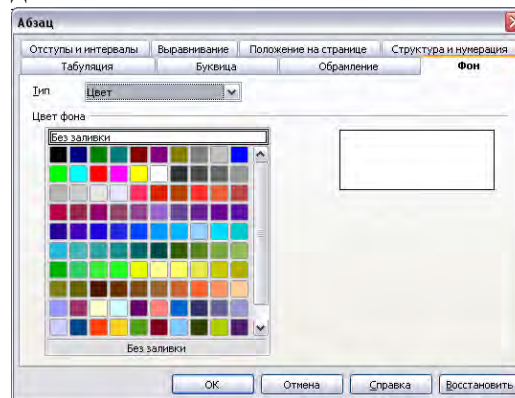 Абзац
Отступы и интервалы Выравнивание Положение на странице Структура и нумерация
Табуляция Буквица Обрамление Фон
Тип Цвет
Цвет фона
Без заливки
Без заливки
ОК Отмена Справка Восстановить